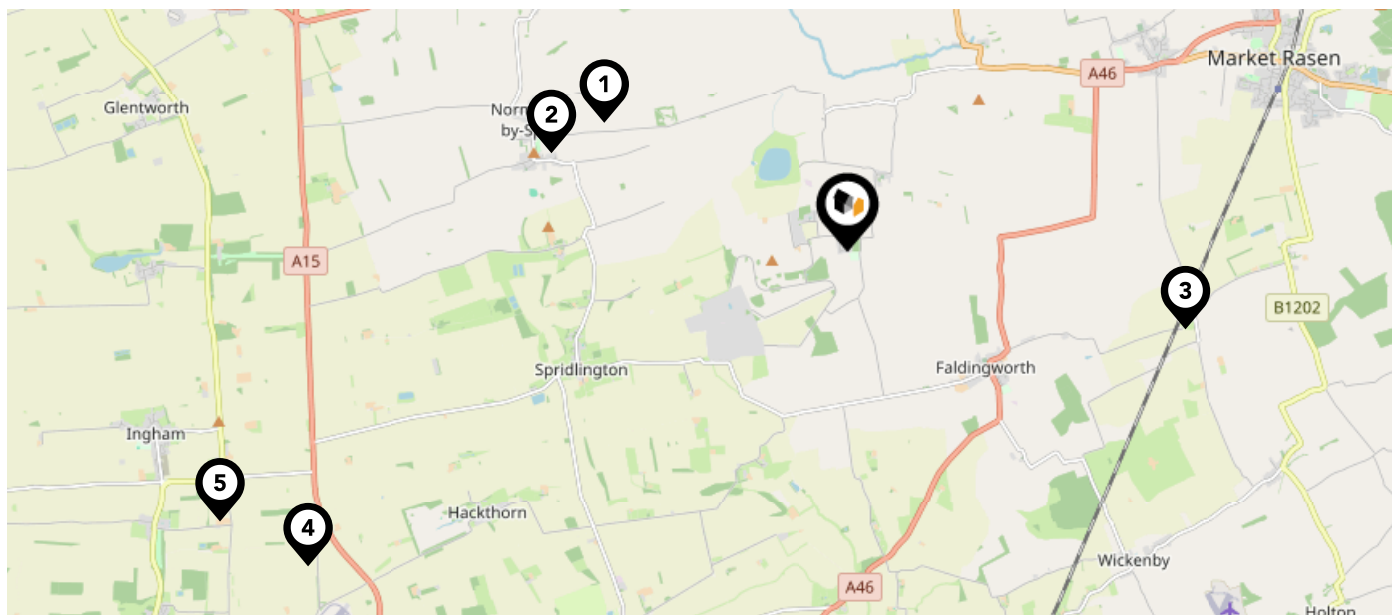 Market Rasen
A46
1
Glentworth
2
Norm
by-Sp
A15
3
B1202
Spridlington
Faldingworth
Ingham
5
4
Hackthorn
Wickenby
A46
Holton